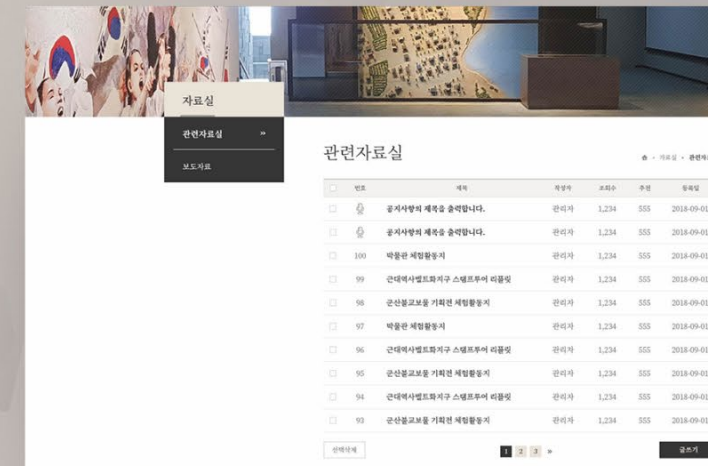 자료실
관련자료실 »
보도자료
관련자료실
자료실 관련자료
번호 제목 작성자 조회수 추천 등록일
공지사항의 제목을 출력합니다. 관리자 1,234 555 2018-09-01
공지사항의 제목을 출력합니다. 관리자 1,234 555 2018-09-01
100 박물관 체험활동지 관리자 1,234 555 2018-09-01
99 근대역사벨트화지구 스탬프투어 리플릿 관리자 1,234 555 2018-09-01
98 군산불교보물 기획전 체험활동지 관리자 1,234 555 2018-09-01
97 박물관 체험활동지 관리자 1,234 555 2018-09-01
96 근대역사벨트화지구 스탬프투어 리플릿 관리자 1,234 555 2018-09-01
95 군산불교보물 기획전 체험활동지 관리자 1,234 555 2018-09-01
94 근대역사벨트화지구 스탬프투어 리플릿 관리자 1,234 555 2018-09-01
93 군산불교보물 기획전 체험활동지 관리자 1,234 555 2018-09-01
선택삭제 1 2 3 » 글쓰기